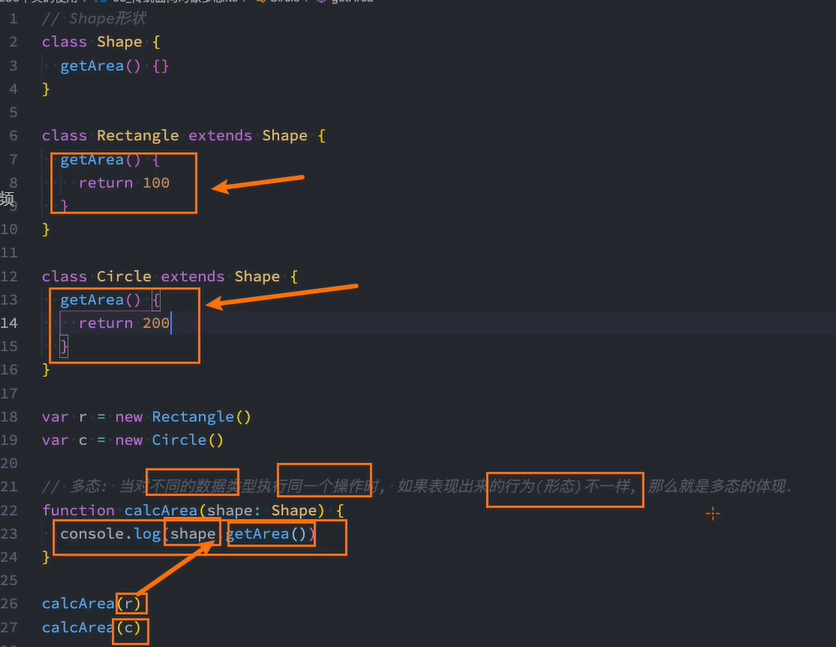 // Shape形状
class Shape {
getArea() {}
}
class Rectangle extends Shape {
getArea() {
return 100
}
}
class Circle extends Shape {
getArea() {
return 200
}
}
var r = new Rectangle()
var c = new Circle()
// 多态: 当对不同的数据类型执行同一个操作时, 如果表现出来的行为(形态)不一样, 那么就是多态的体现.
function calcArea(shape: Shape) {
console.log(shape.getArea())
}
calcArea(r)
calcArea(c)
频
1
2
3
4
5
6
7
8
9
10
11
12
13
14
15
16
17
18
19
20
21
22
23
24
25
26
27